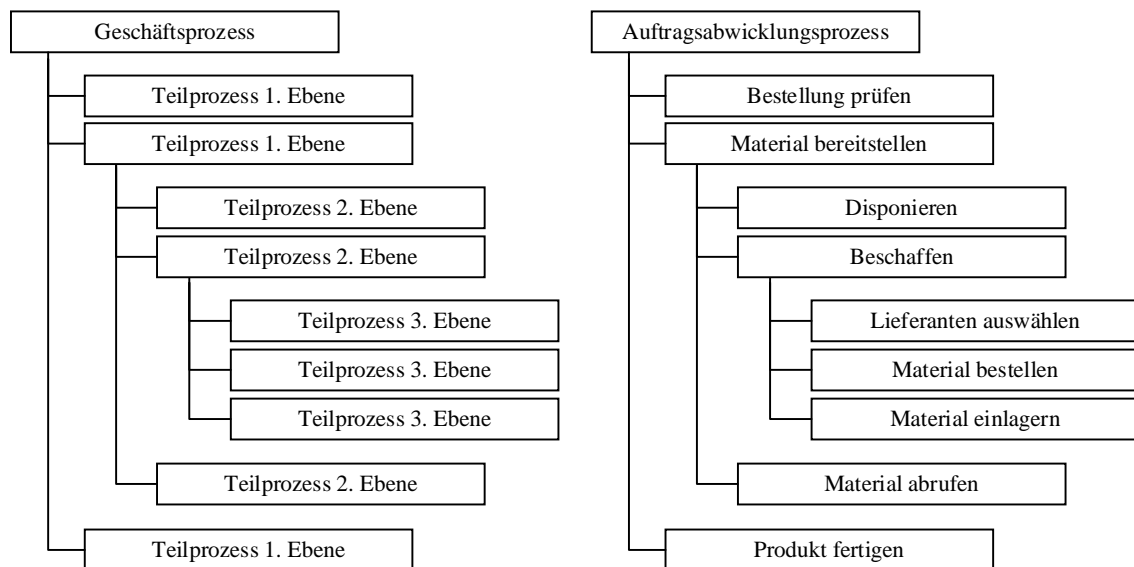 Geschäftsprozess
Teilprozess 1. Ebene
Teilprozess 1. Ebene
Teilprozess 2. Ebene
Teilprozess 2. Ebene
Teilprozess 3. Ebene
Teilprozess 3. Ebene
Teilprozess 3. Ebene
Teilprozess 2. Ebene
Teilprozess 1. Ebene
Auftragsabwicklungsprozess
Bestellung prüfen
Material bereitstellen
Disponieren
Beschaffen
Lieferanten auswählen
Material bestellen
Material einlagern
Material abrufen
Produkt fertigen